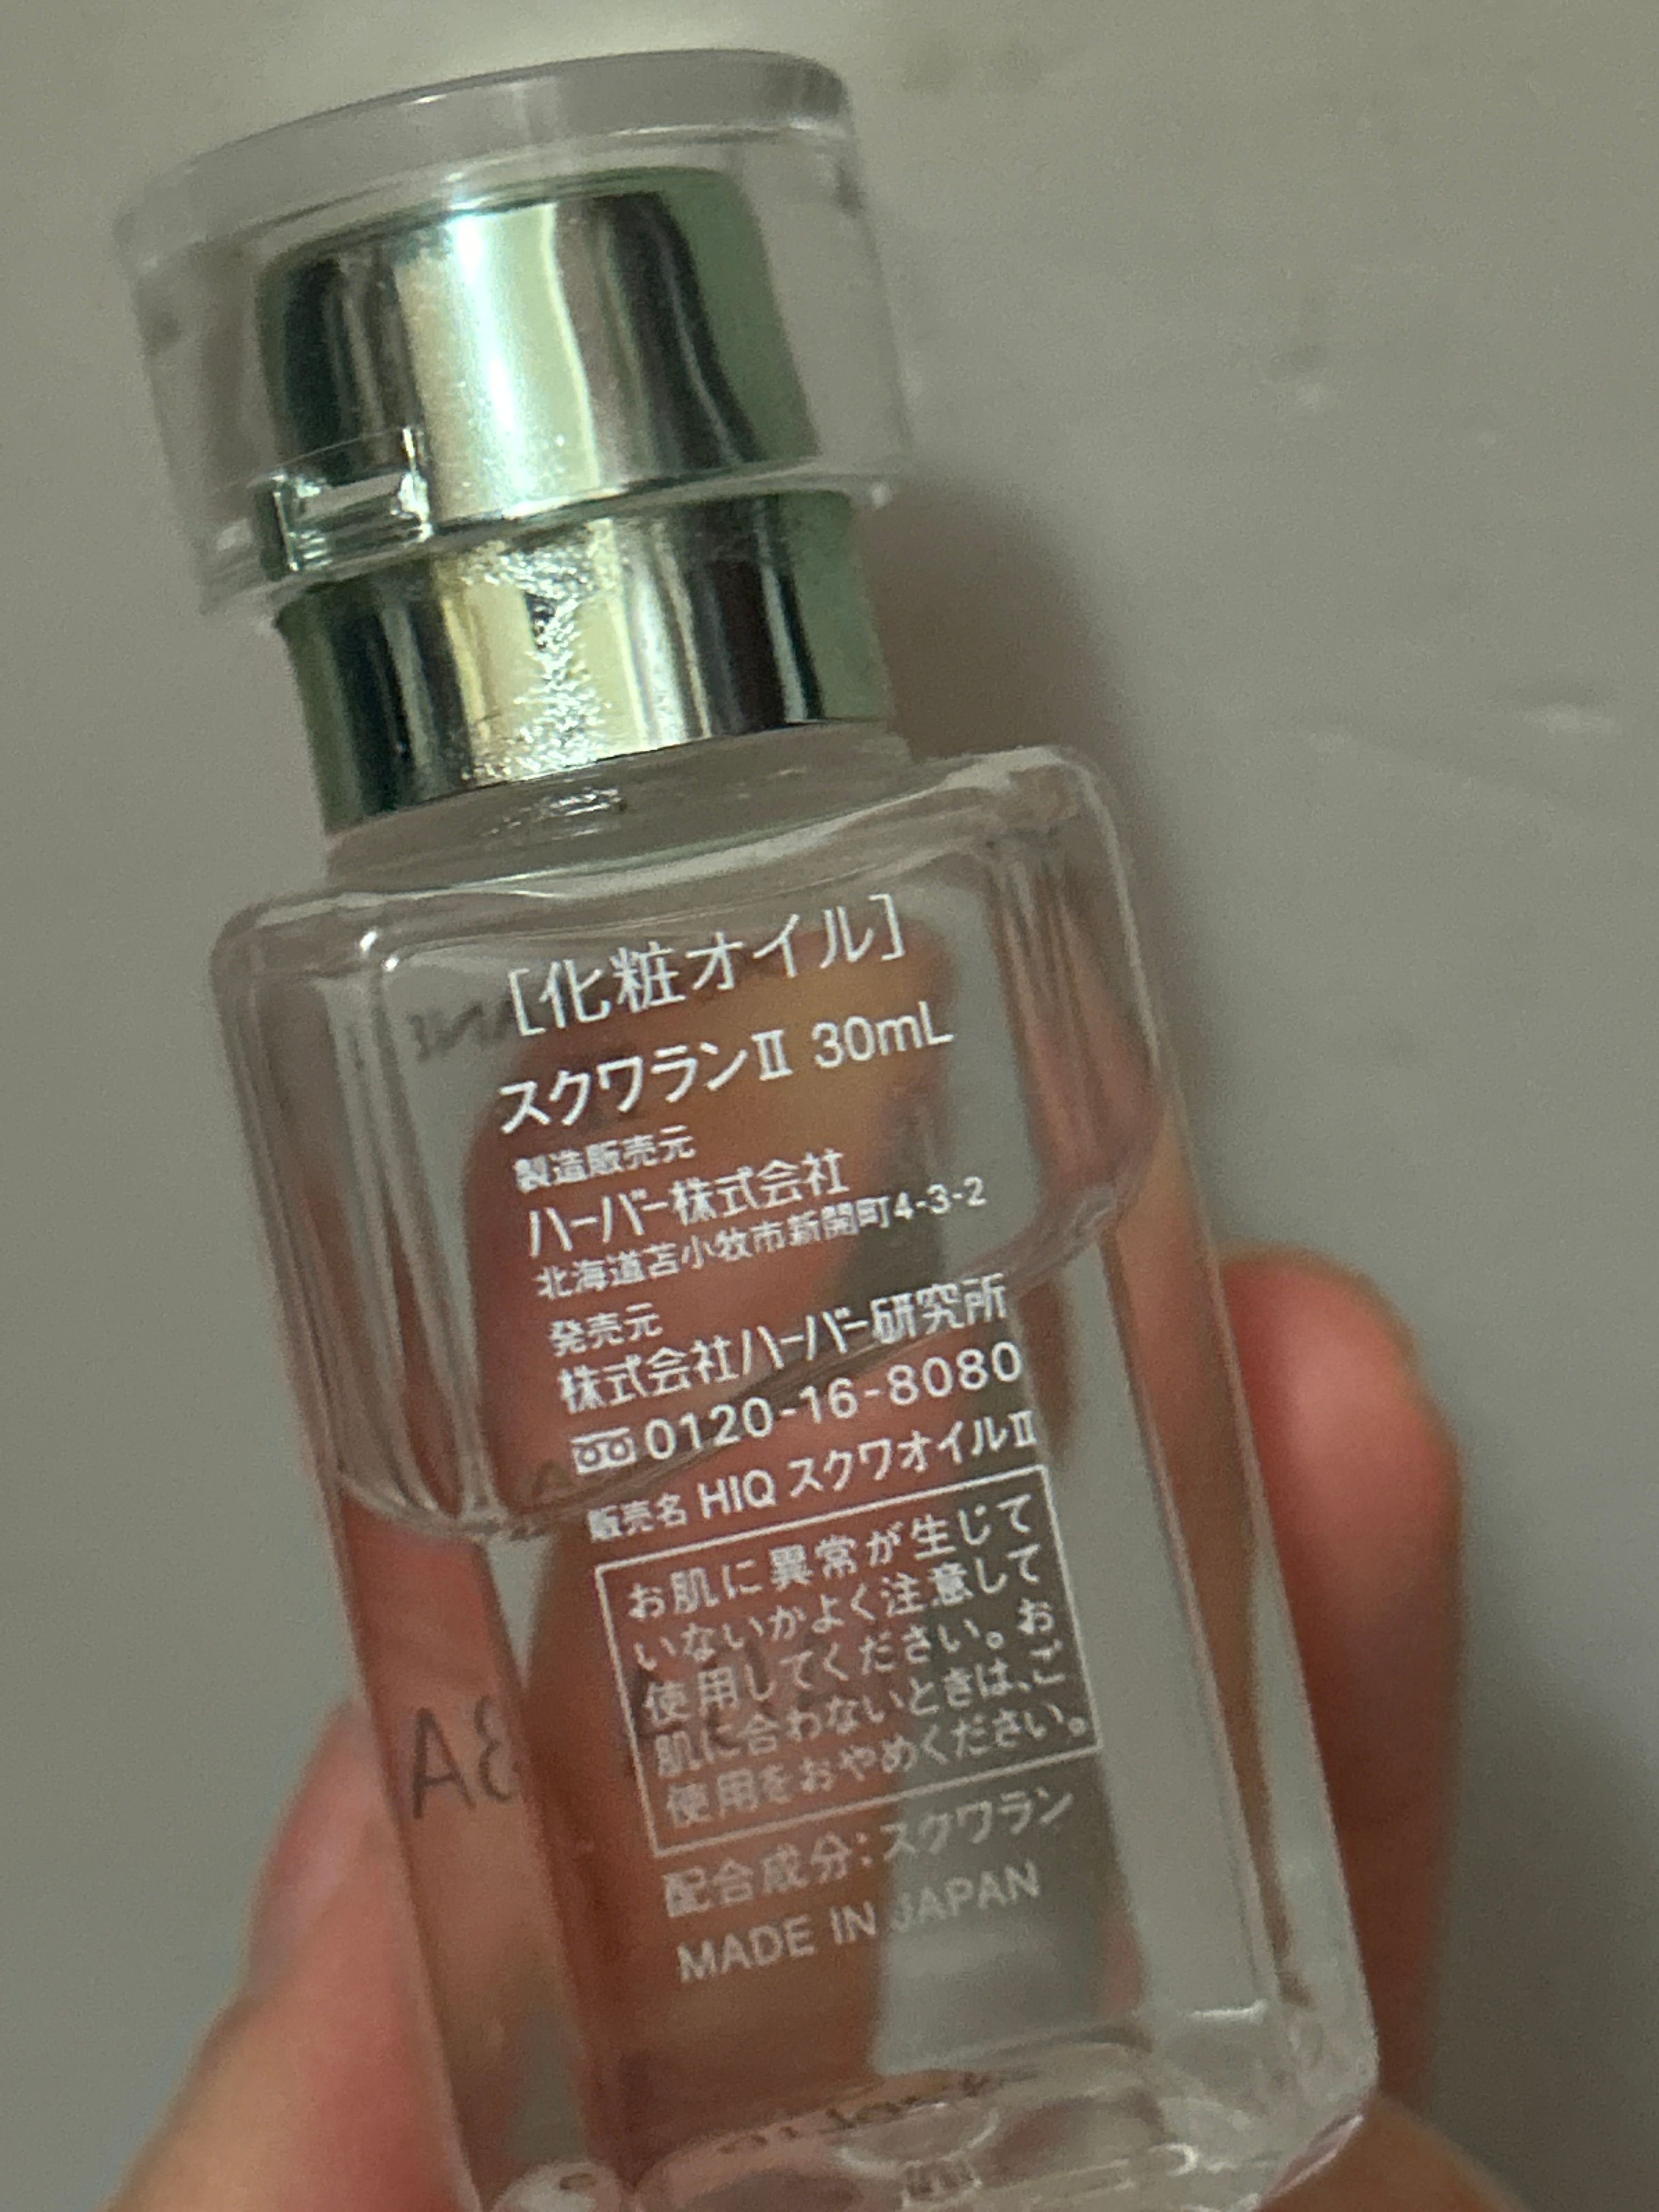 [化粧オイル]
スクワランⅡ 30mL
製造販売元
ハーバー株式会社
北海道苫小牧市新開町4-3-2
発売元
株式会社ハーバー研究所
0120-16-8080
販売名 HIQ スクワオイルⅡ
お肌に異常が生じて
いないかよく注意して
使用してください。お
肌に合わないときは、ご
使用をおやめください。
配合成分:スクワラン
MADE IN JAPAN